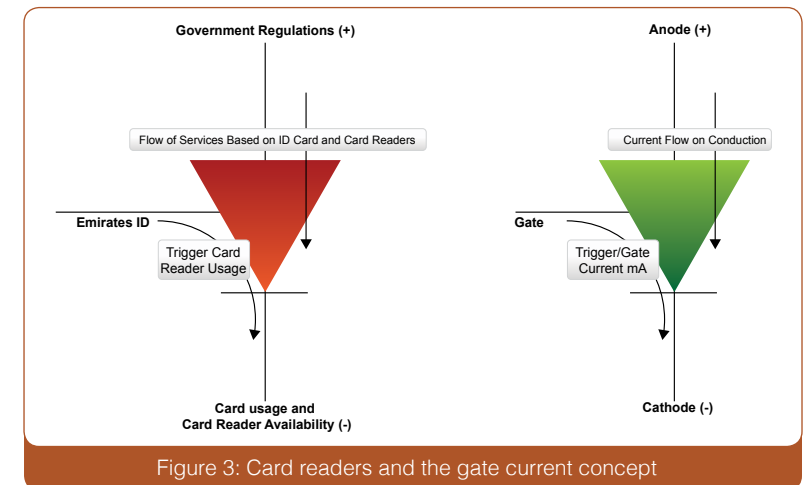 Government Regulations (+)
Flow of Services Based on ID Card and Card Readers
Emirates ID
Trigger Card
Reader Usage
Card usage and
Card Reader Availability (-)
Anode (+)
Current Flow on Conduction
Gate
Trigger/Gate
Current mA
Cathode (-)
Figure 3: Card readers and the gate current concept